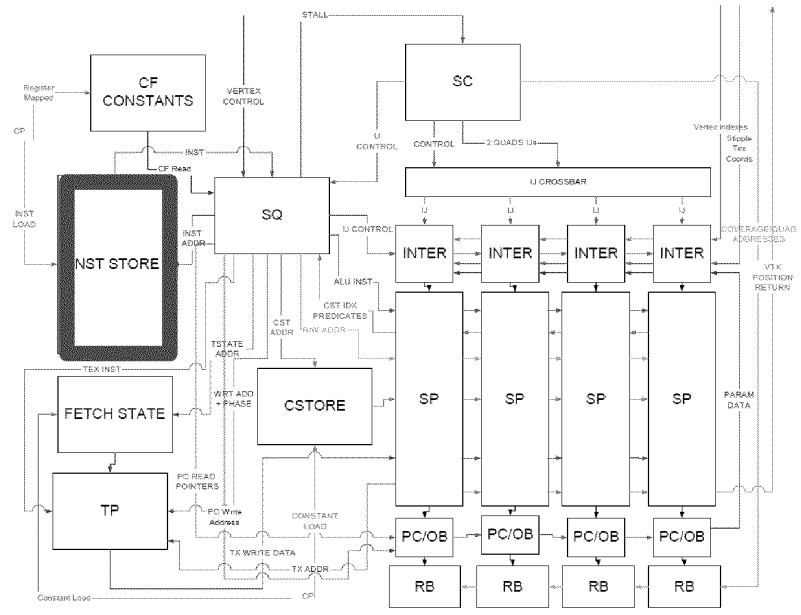 STALL
CF
CONSTANTS
SC
Register
Mapped
VERTEX
CONTROL
Vertex indexes
Stipple
Tex
Coords
CP
IJ
CONTROL
CONTROL
2 QUADS IJs
INST
CF Read
IJ CROSSBAR
INST
LOAD
SQ
IJ IJ IJ IJ
INST
ADDR
IJ CONTROL
COVERAGE/QUAD
ADDRESSES
NST STORE
INTER INTER INTER INTER
VTX
POSITION
RETURN
ALU INST
CST IDX
PREDICATES
CST
ADDR
R/W ADDR
TSTATE
ADDR
TEX INST
WRT ADD
+ PHASE
CSTORE
SP SP SP SP
PARAM
DATA
FETCH STATE
PC READ
POINTERS
TP
PC Write
Address
CONSTANT
LOAD
PC/OB PC/OB PC/OB PC/OB
TX WRITE DATA
TX ADDR
Constant Load
CP
RB RB RB RB